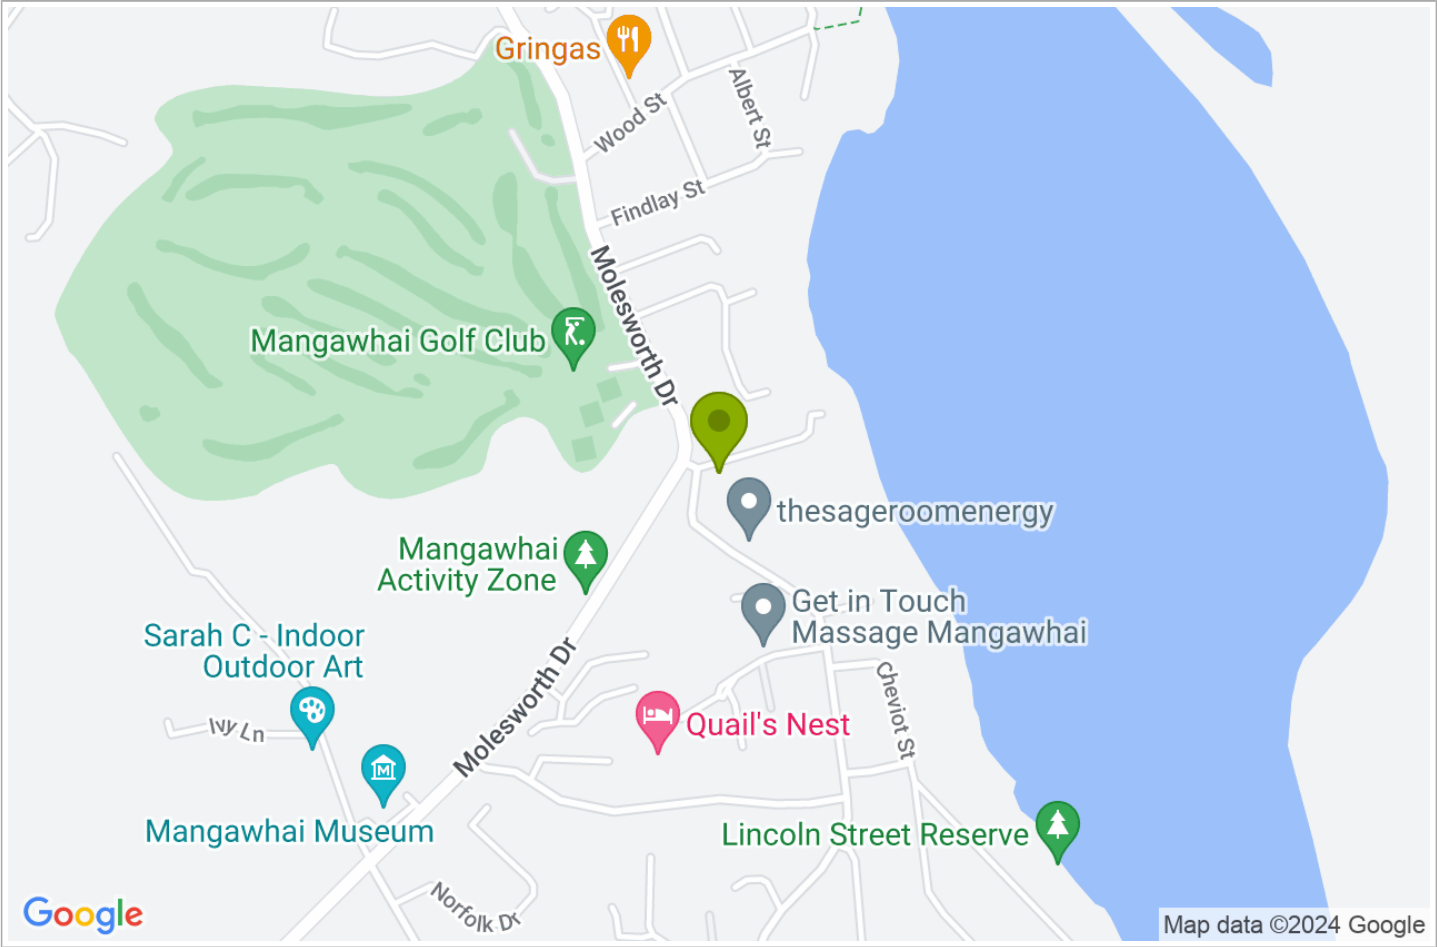 Gringas
Wood St
Albert St
Findlay St
Molesworth Dr
Mangawhai Golf Club
thesageroomenergy
Mangawhai
Activity Zone
Get in Touch
Massage Mangawhai
Sarah C - Indoor
Outdoor Art
Molesworth Dr
Cheviot St
Ivy Ln
Quail's Nest
Mangawhai Museum
Lincoln Street Reserve
Norfolk Dr
Google
Map data ©2024 Google